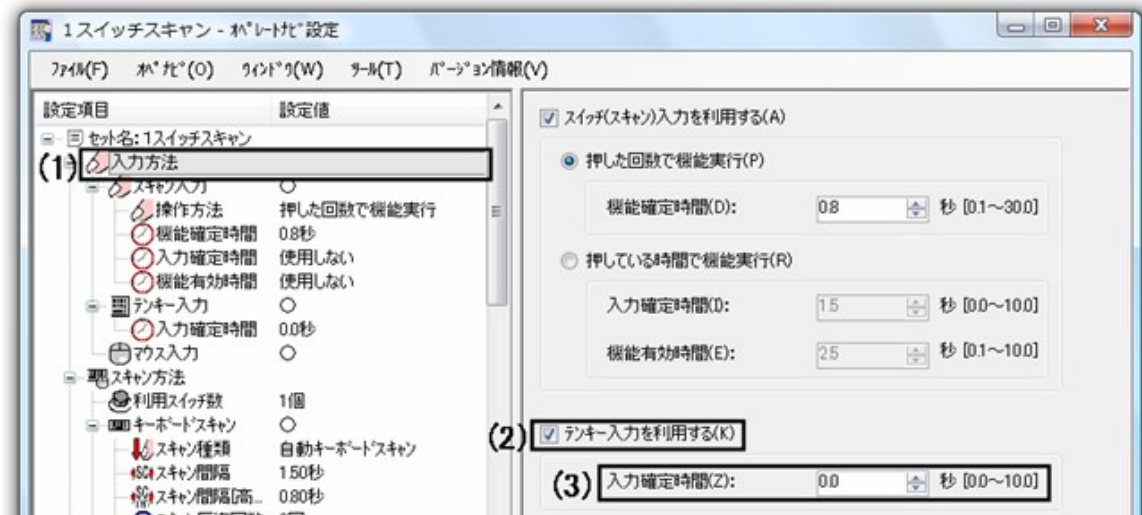 1スイッチスキャン - ｵﾍﾟﾚｰﾄﾅﾋﾞ設定
ﾌｧｲﾙ(F) ｵﾍﾟﾅﾋﾞ(O) ｳｨﾝﾄﾞｳ(W) ﾂｰﾙ(T) ﾊﾞｰｼﾞｮﾝ情報(V)
設定項目 設定値
セット名:1スイッチスキャン
(1) 入力方法
スキャン入力 ○
操作方法 押した回数で機能実行
機能確定時間 0.8秒
入力確定時間 使用しない
機能有効時間 使用しない
テンキー入力 ○
入力確定時間 0.0秒
マウス入力 ○
スキャン方法
利用スイッチ数 1個
キーボードスキャン ○
スキャン種類 自動キーボードスキャン
スキャン間隔 1.50秒
スキャン間隔[高... 0.80秒
スイッチ(スキャン)入力を利用する(A)
押した回数で機能実行(P)
機能確定時間(D): 0.8 秒 [0.1～30.0]
押している時間で機能実行(R)
入力確定時間(I): 1.5 秒 [0.0～10.0]
機能有効時間(E): 2.5 秒 [0.1～10.0]
(2) テンキー入力を利用する(K)
(3) 入力確定時間(Z): 0.0 秒 [0.0～10.0]